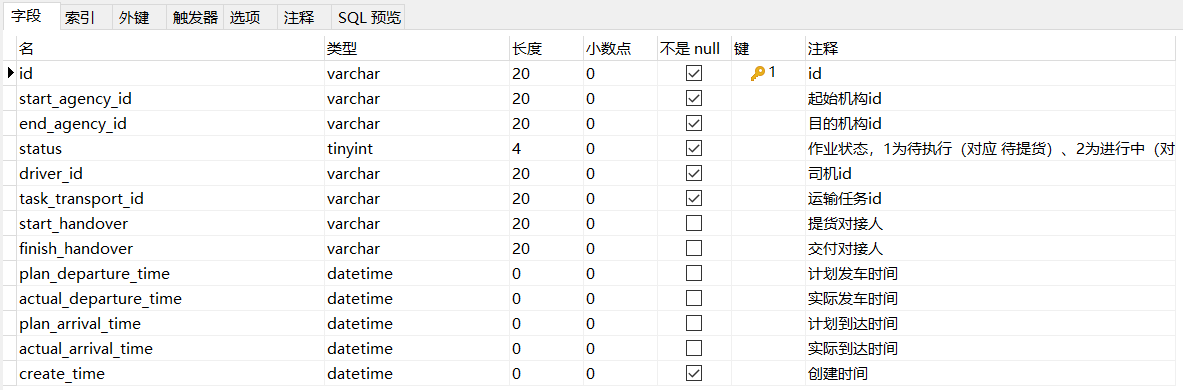 字段 索引 外键 触发器 选项 注释 SQL 预览
名 类型 长度 小数点 不是 null 键 注释
id varchar 20 0 1 id
start_agency_id varchar 20 0 起始机构id
end_agency_id varchar 20 0 目的机构id
status tinyint 4 0 作业状态，1为待执行（对应 待提货）、2为进行中（对
driver_id varchar 20 0 司机id
task_transport_id varchar 20 0 运输任务id
start_handover varchar 20 0 提货对接人
finish_handover varchar 20 0 交付对接人
plan_departure_time datetime 0 0 计划发车时间
actual_departure_time datetime 0 0 实际发车时间
plan_arrival_time datetime 0 0 计划到达时间
actual_arrival_time datetime 0 0 实际到达时间
create_time datetime 0 0 创建时间